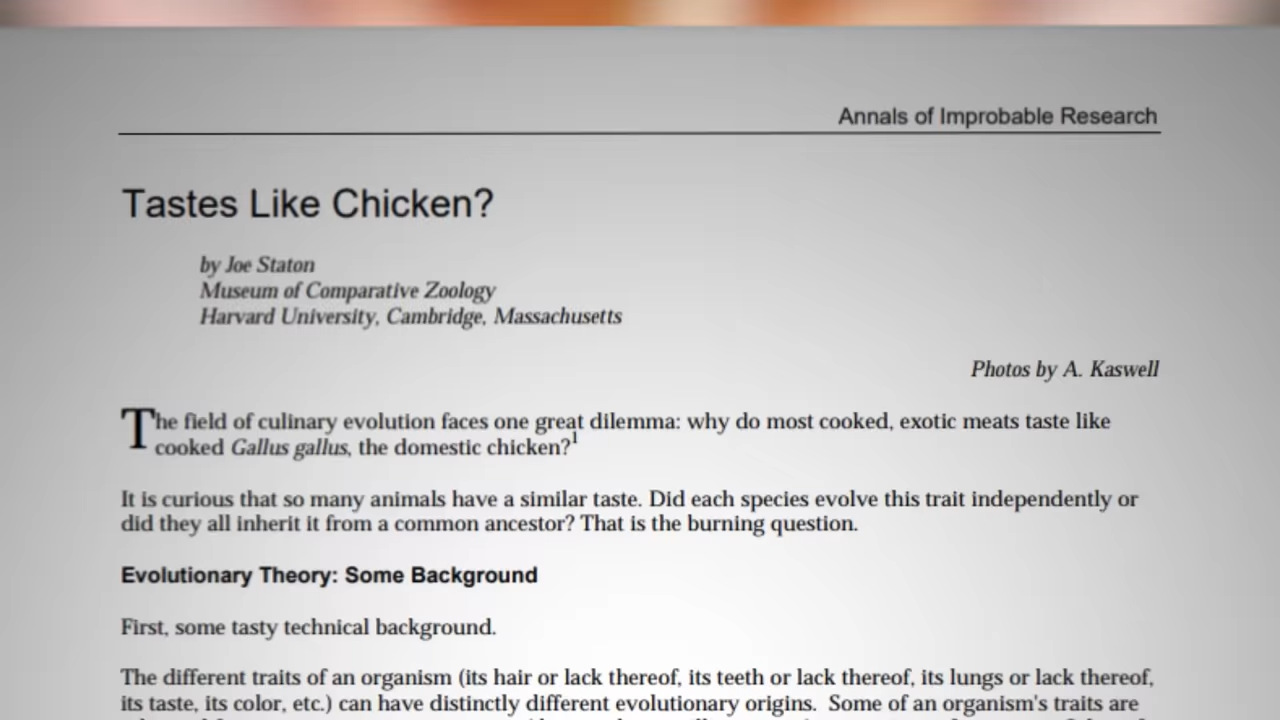 Annals of Improbable Research
Tastes Like Chicken?
by Joe Staton
Museum of Comparative Zoology
Harvard University, Cambridge, Massachusetts
Photos by A. Kaswell
The field of culinary evolution faces one great dilemma: why do most cooked, exotic meats taste like
cooked Gallus gallus, the domestic chicken?1
It is curious that so many animals have a similar taste. Did each species evolve this trait independently or
did they all inherit it from a common ancestor? That is the burning question.
Evolutionary Theory: Some Background
First, some tasty technical background.
The different traits of an organism (its hair or lack thereof, its teeth or lack thereof, its lungs or lack thereof,
its taste, its color, etc.) can have distinctly different evolutionary origins. Some of an organism's traits are